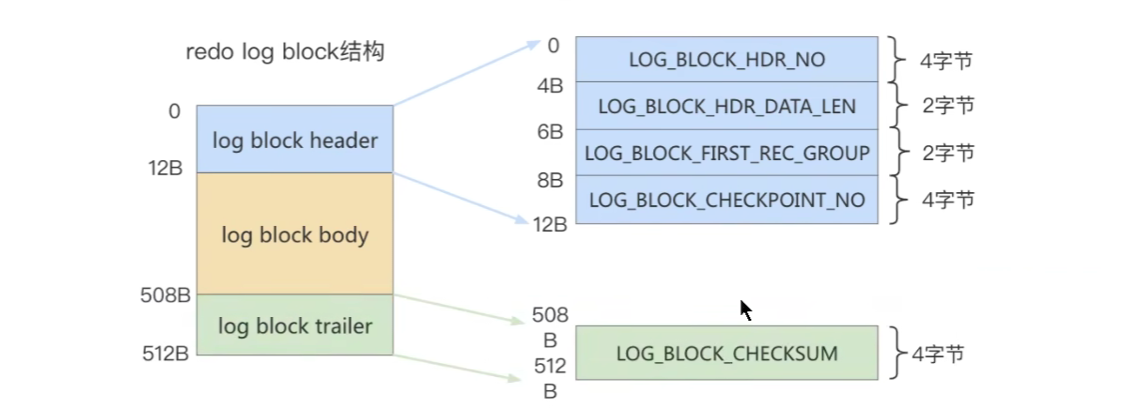 redo log block结构
0
log block header
12B
log block body
508B
log block trailer
512B
0
LOG_BLOCK_HDR_NO
4字节
4B
LOG_BLOCK_HDR_DATA_LEN
2字节
6B
LOG_BLOCK_FIRST_REC_GROUP
2字节
8B
LOG_BLOCK_CHECKPOINT_NO
4字节
12B
508
B
LOG_BLOCK_CHECKSUM
4字节
512
B